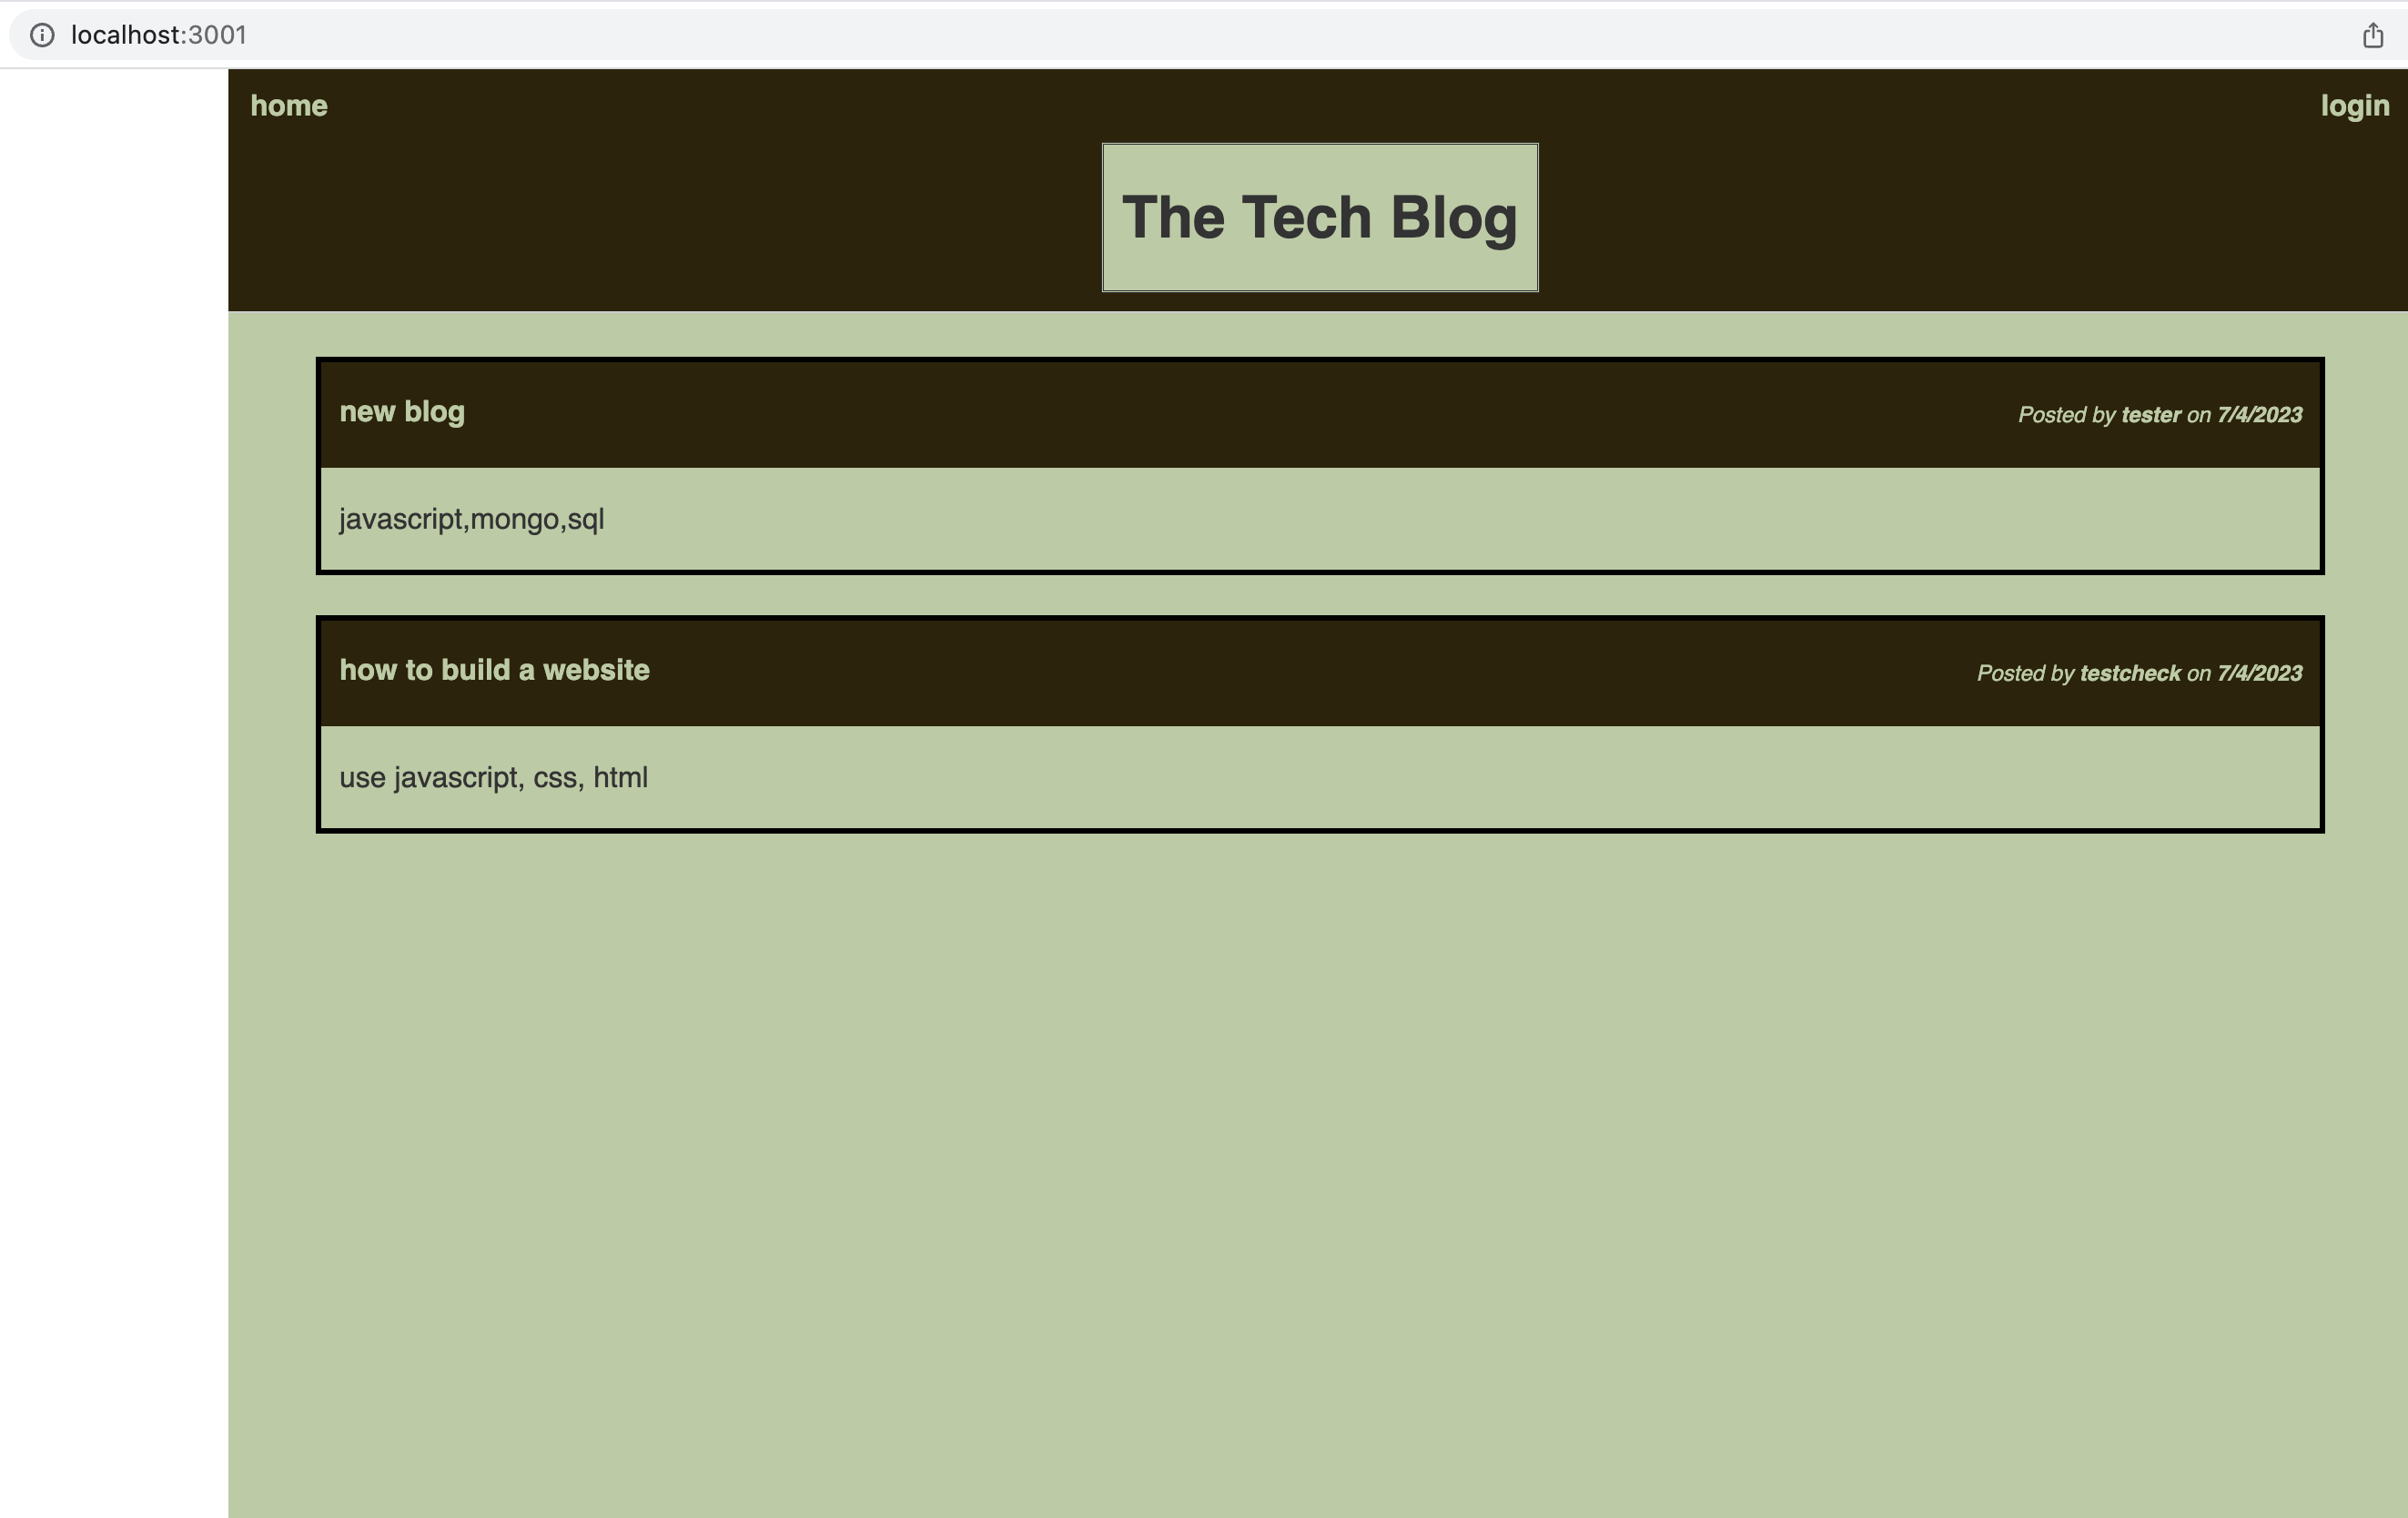 localhost:3001
home login
The Tech Blog
new blog Posted by tester on 7/4/2023
javascript,mongo,sql
how to build a website Posted by testcheck on 7/4/2023
use javascript, css, html